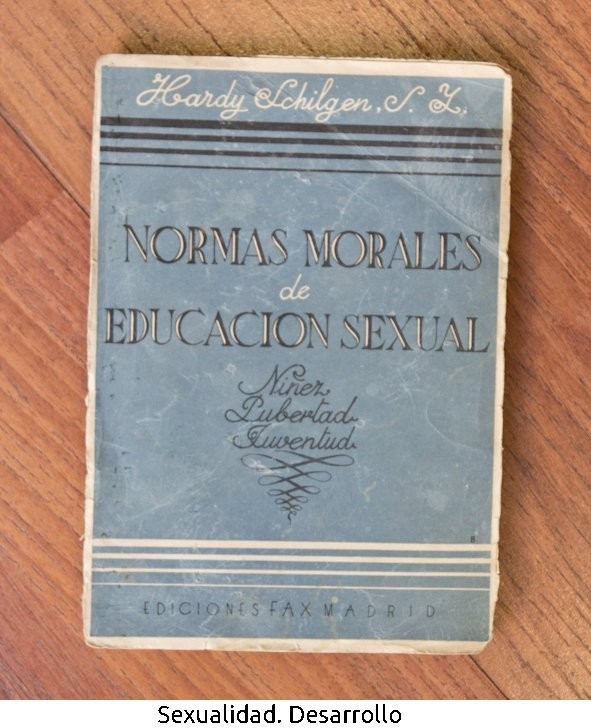 Hardy Schilgen, S. J.
NORMAS MORALES
de
EDUCACION SEXUAL
Niñez
Pubertad
Juventud
B.
EDICIONES FAX MADRID
Sexualidad. Desarrollo